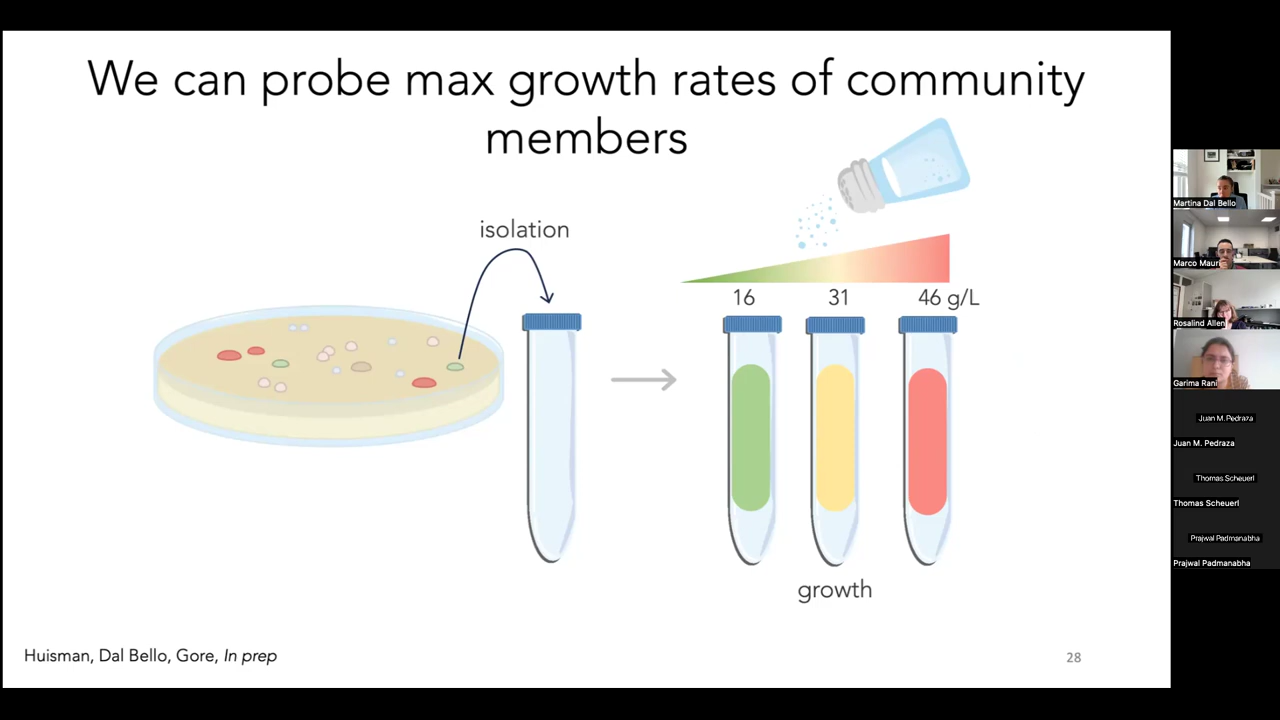 We can probe max growth rates of community
members
isolation
16
31
46 g/L
growth
Huisman, Dal Bello, Gore, In prep
28
Martina Dal Bello
Marco Mauri
Rosalind Allen
Garima Rani
Juan M. Pedraza
Juan M. Pedraza
Thomas Scheuerl
Thomas Scheuerl
Prajwal Padmanabha
Prajwal Padmanabha